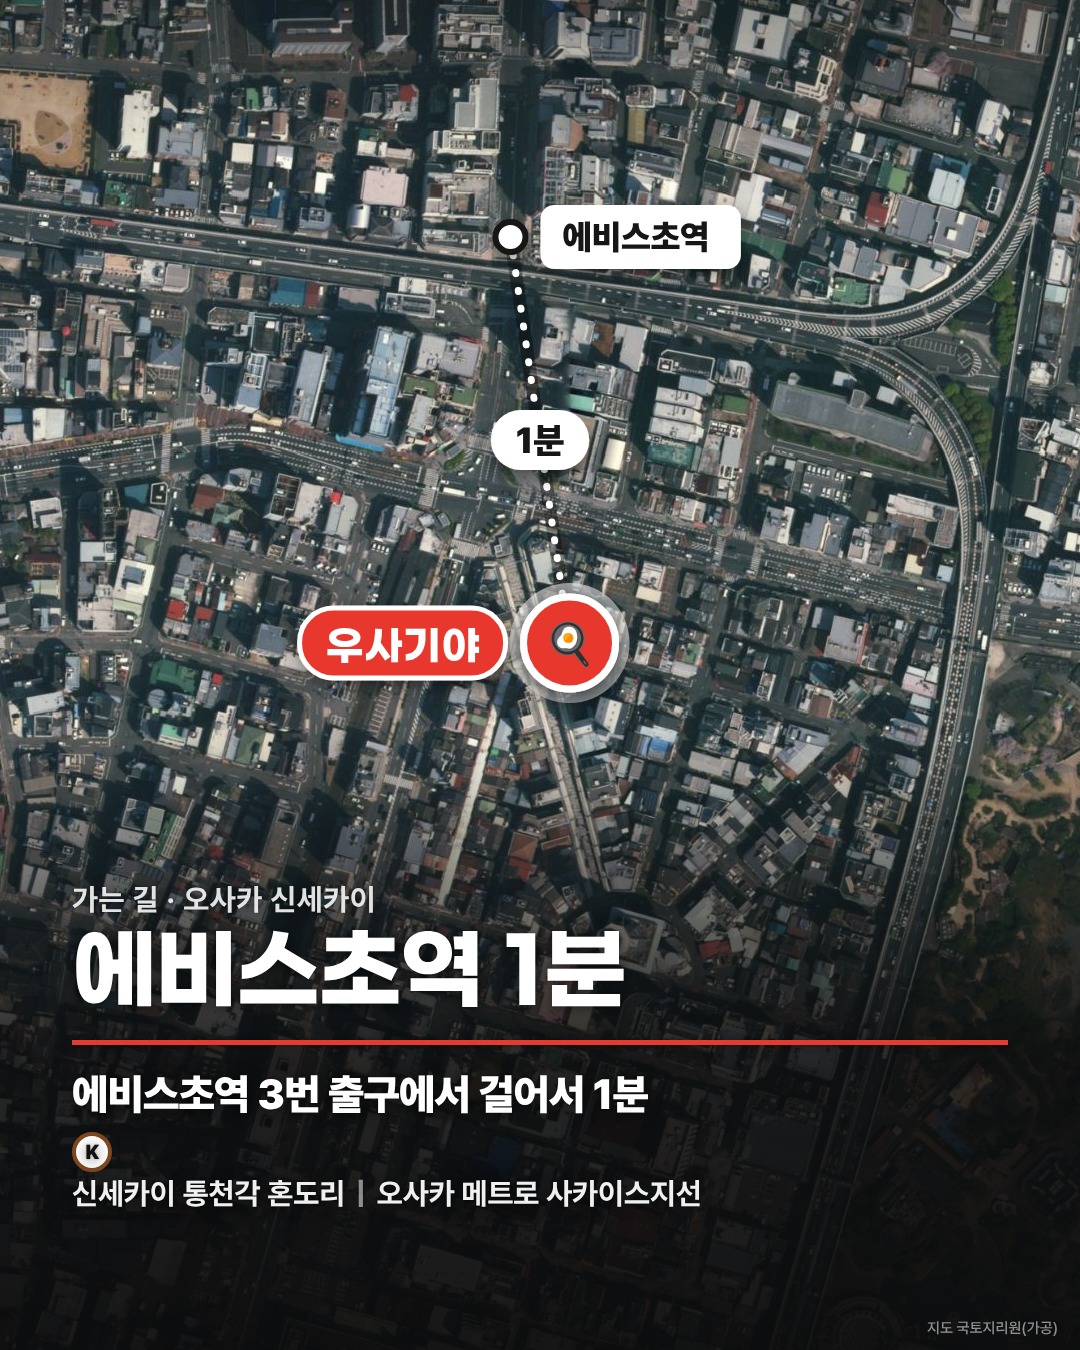 에비스초역
1분
우사기야
가는 길 · 오사카 신세카이
에비스초역 1분
에비스초역 3번 출구에서 걸어서 1분
K
신세카이 통천각 혼도리 | 오사카 메트로 사카이스지선
지도 국토지리원(가공)